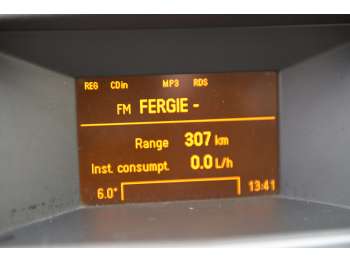 REG CDin MP3 RDS
FM FERGIE -
Range 307 km
Inst. consumpt. 0.0 L/h
6.0° 13:41